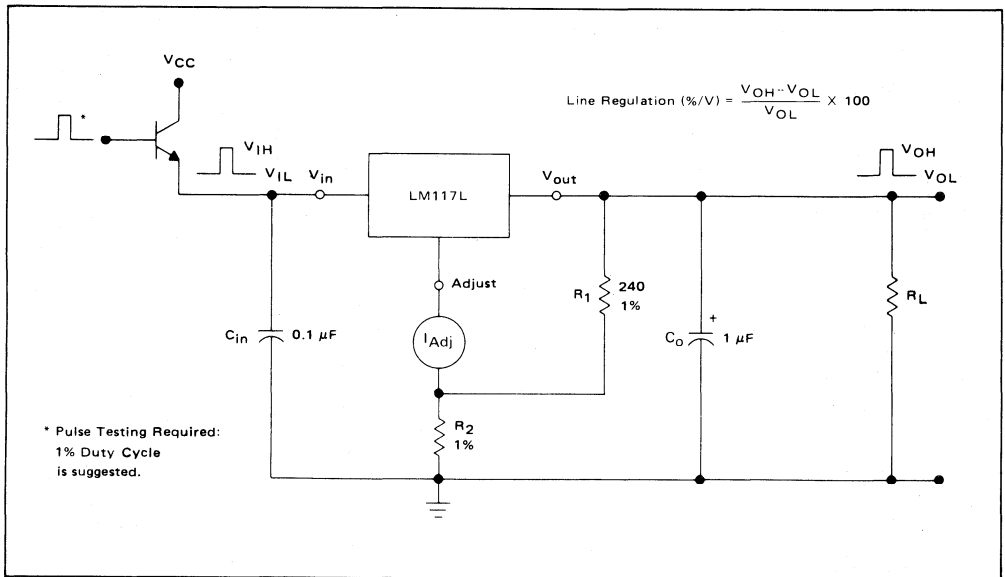 VCC
*
VIH
VIL
Vin
LM117L
Vout
Line Regulation (%/V) = VOH--VOL / VOL X 100
VOH
VOL
Adjust
IAdj
R1
240
1%
Cin
0.1 µF
+
CO
1 µF
RL
R2
1%
* Pulse Testing Required:
1% Duty Cycle
is suggested.